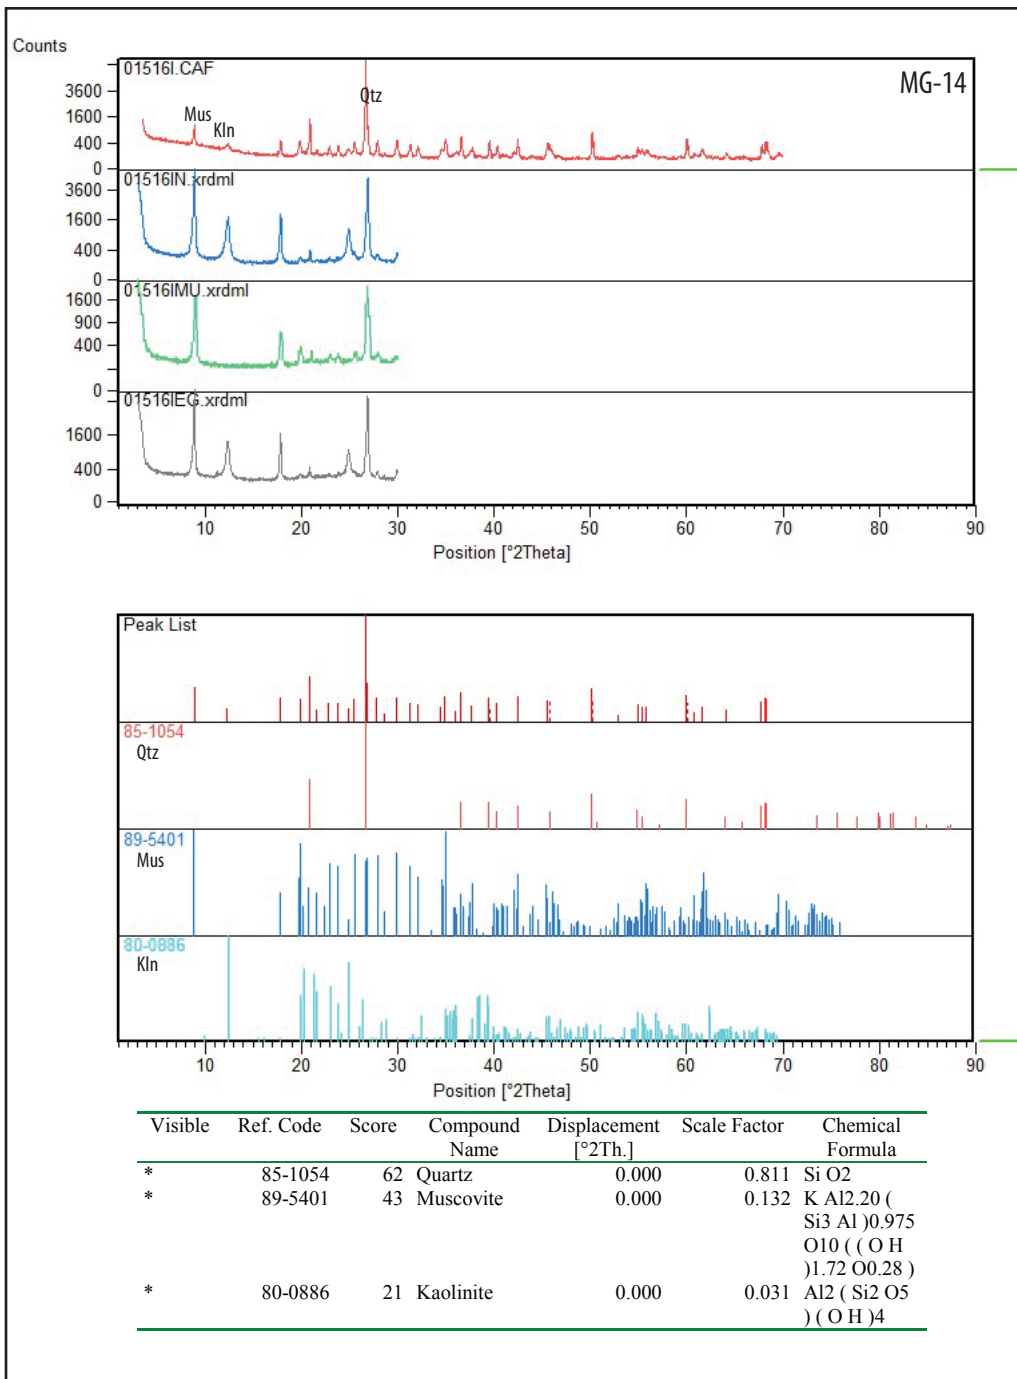 Counts
01516I.CAF
MG-14
3600
1600
400
0
Mus
Kln
Qtz
01516IN.xrdml
3600
1600
400
0
01516IMU.xrdml
1600
900
400
0
01516IEG.xrdml
1600
400
0
10 20 30 40 50 60 70 80 90
Position [°2Theta]
Peak List
85-1054
Qtz
89-5401
Mus
80-0886
Kln
10 20 30 40 50 60 70 80 90
Position [°2Theta]
Visible Ref. Code Score Compound Displacement Scale Factor Chemical
Name [°2Th.] Formula
* 85-1054 62 Quartz 0.000 0.811 Si O2
* 89-5401 43 Muscovite 0.000 0.132 K Al2.20 (
Si3 Al )0.975
O10 ( ( O H
)1.72 O0.28 )
* 80-0886 21 Kaolinite 0.000 0.031 Al2 ( Si2 O5
) ( O H )4